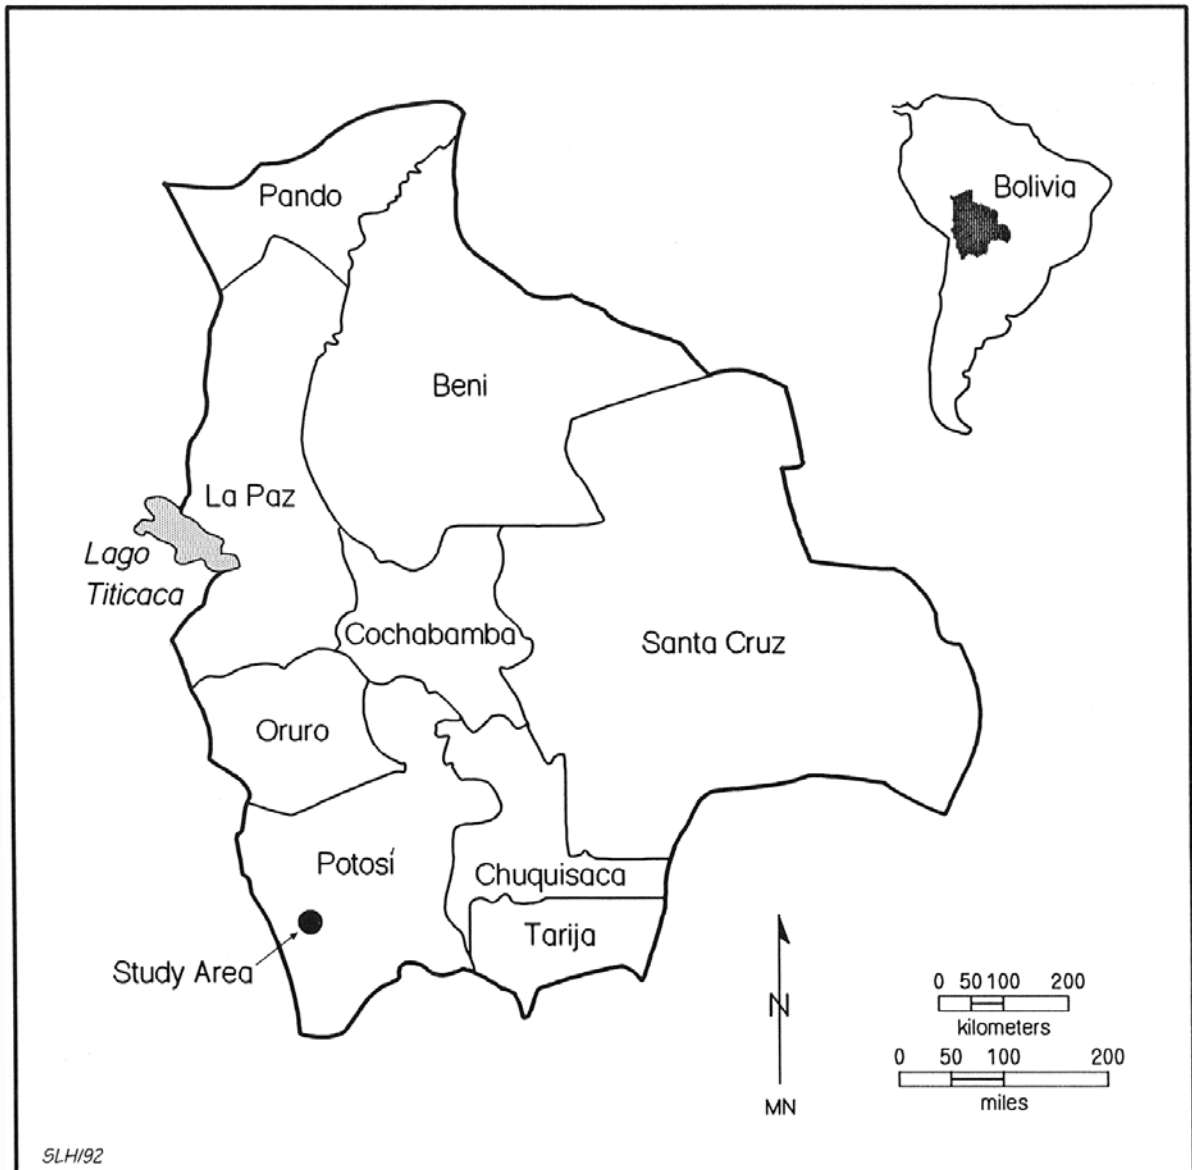 Pando
Bolivia
Beni
La Paz
Lago
Titicaca
Cochabamba
Santa Cruz
Oruro
Potosí
Chuquisaca
Tarija
Study Area
N
MN
0 50 100 200
kilometers
0 50 100 200
miles
SLH/92